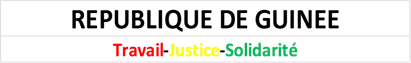 REPUBLIQUE DE GUINEE
Travail-Justice-Solidarité